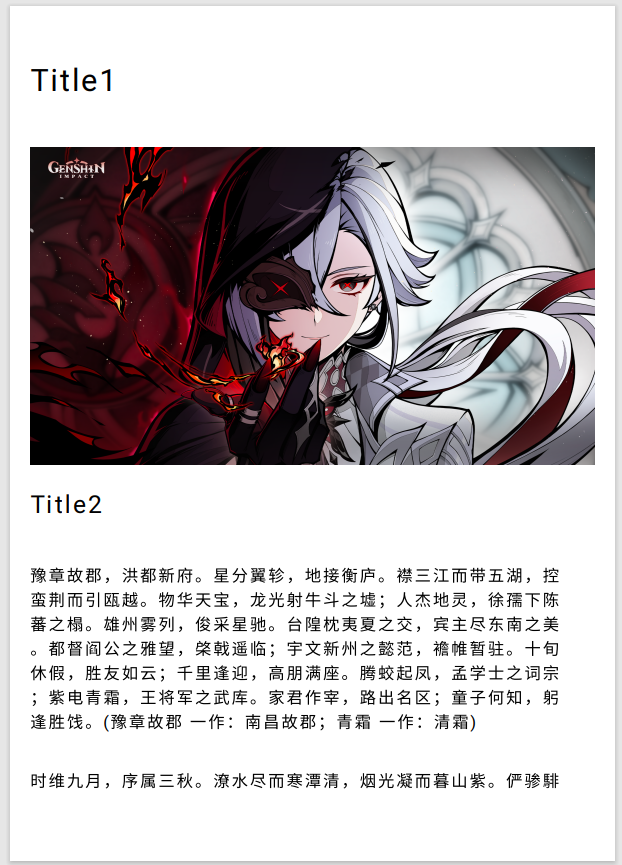 Title1
GENSHIN
IMPACT
Title2
豫章故郡，洪都新府。星分翼轸，地接衡庐。襟三江而带五湖，控
蛮荆而引瓯越。物华天宝，龙光射牛斗之墟；人杰地灵，徐孺下陈
蕃之榻。雄州雾列，俊采星驰。台隍枕夷夏之交，宾主尽东南之美
。都督阎公之雅望，棨戟遥临；宇文新州之懿范，襜帷暂驻。十旬
休假，胜友如云；千里逢迎，高朋满座。腾蛟起凤，孟学士之词宗
；紫电青霜，王将军之武库。家君作宰，路出名区；童子何知，躬
逢胜饯。(豫章故郡 一作：南昌故郡；青霜 一作：清霜)
时维九月，序属三秋。潦水尽而寒潭清，烟光凝而暮山紫。俨骖騑